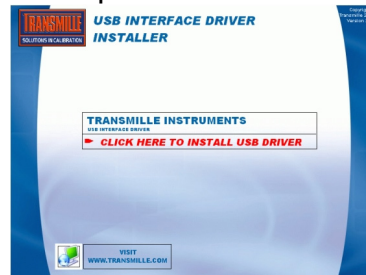 TRANSMILLE
SOLUTIONS IN CALIBRATION
USB INTERFACE DRIVER
INSTALLER
TRANSMILLE INSTRUMENTS
USB INTERFACE DRIVER
CLICK HERE TO INSTALL USB DRIVER
VISIT
WWW.TRANSMILLE.COM